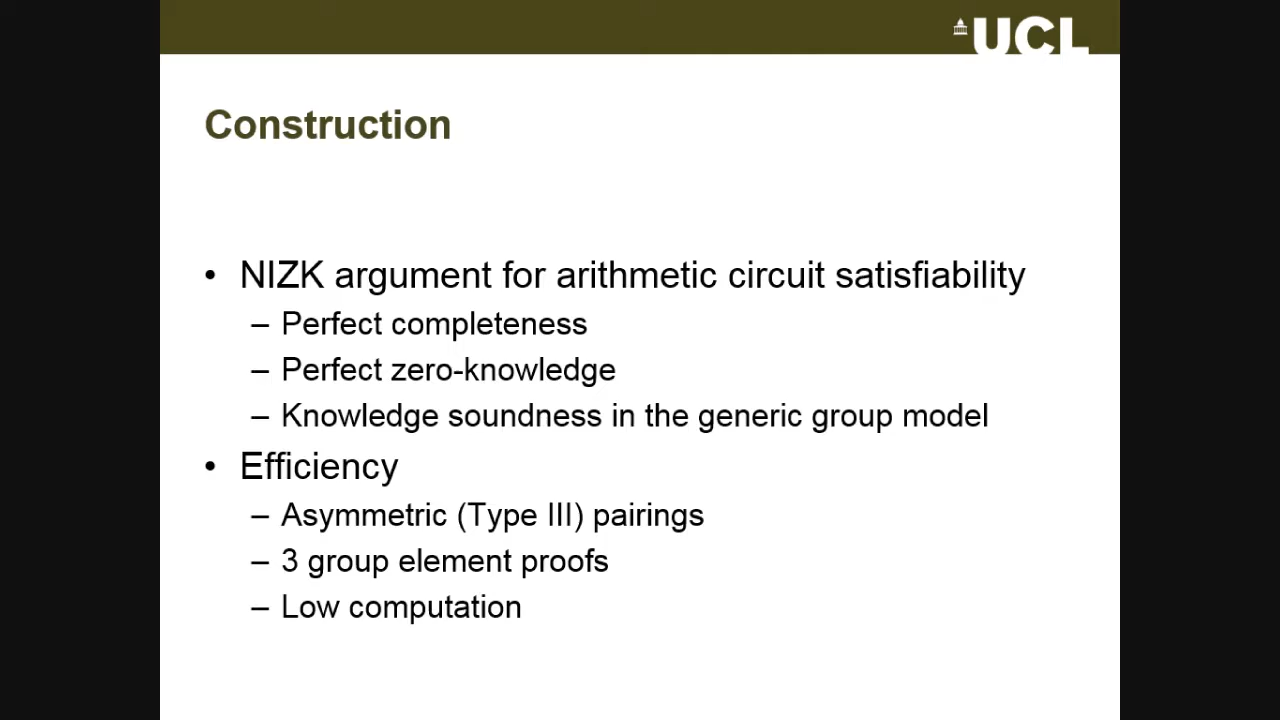 UCL
Construction
• NIZK argument for arithmetic circuit satisfiability
– Perfect completeness
– Perfect zero-knowledge
– Knowledge soundness in the generic group model
• Efficiency
– Asymmetric (Type III) pairings
– 3 group element proofs
– Low computation